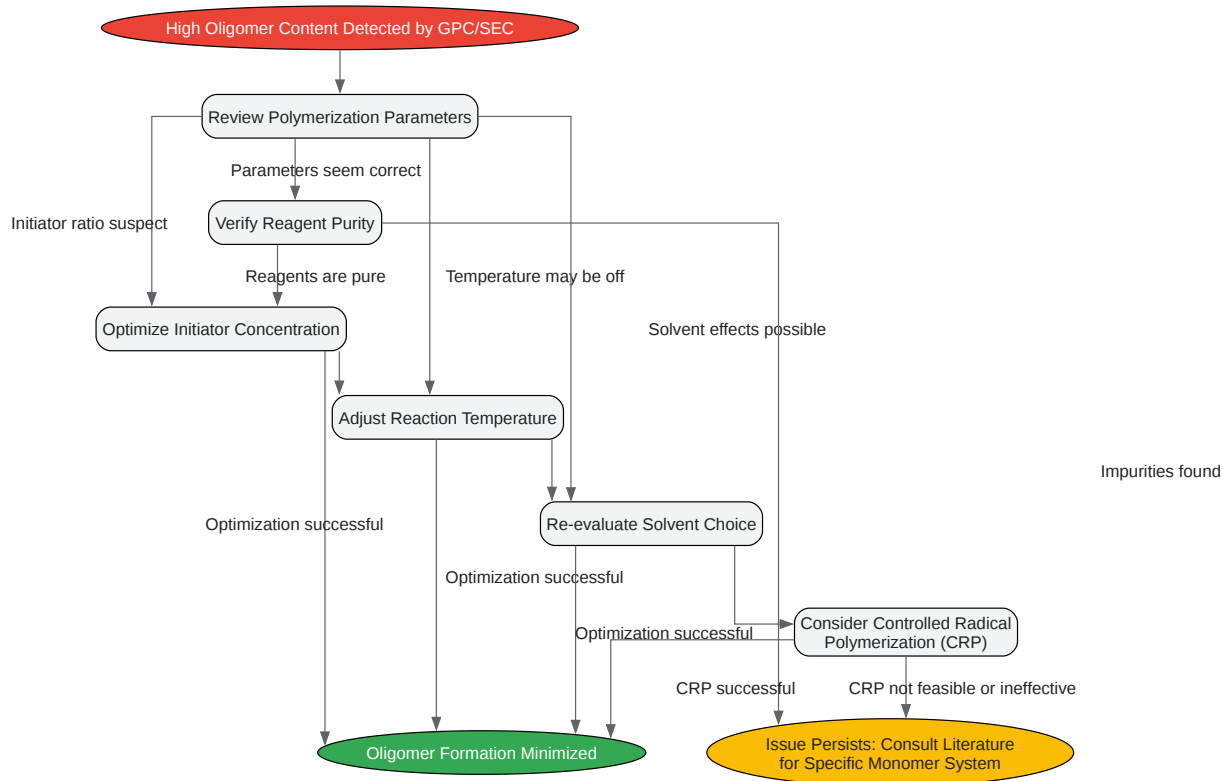 High Oligomer Content Detected by GPC/SEC
Review Polymerization Parameters
Parameters seem correct
Initiator ratio suspect
Verify Reagent Purity
Reagents are pure
Temperature may be off
Optimize Initiator Concentration
Solvent effects possible
Adjust Reaction Temperature
Impurities found
Optimization successful
Re-evaluate Solvent Choice
Optimization successful
Optimization successful
Consider Controlled Radical
Polymerization (CRP)
CRP successful
CRP not feasible or ineffective
Oligomer Formation Minimized
Issue Persists: Consult Literature
for Specific Monomer System